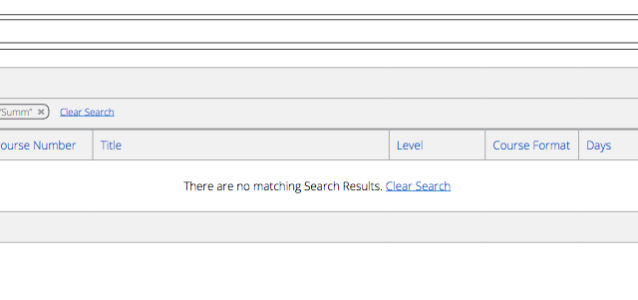 "Summ" × Clear Search
ourse Number Title Level Course Format Days
There are no matching Search Results. Clear Search